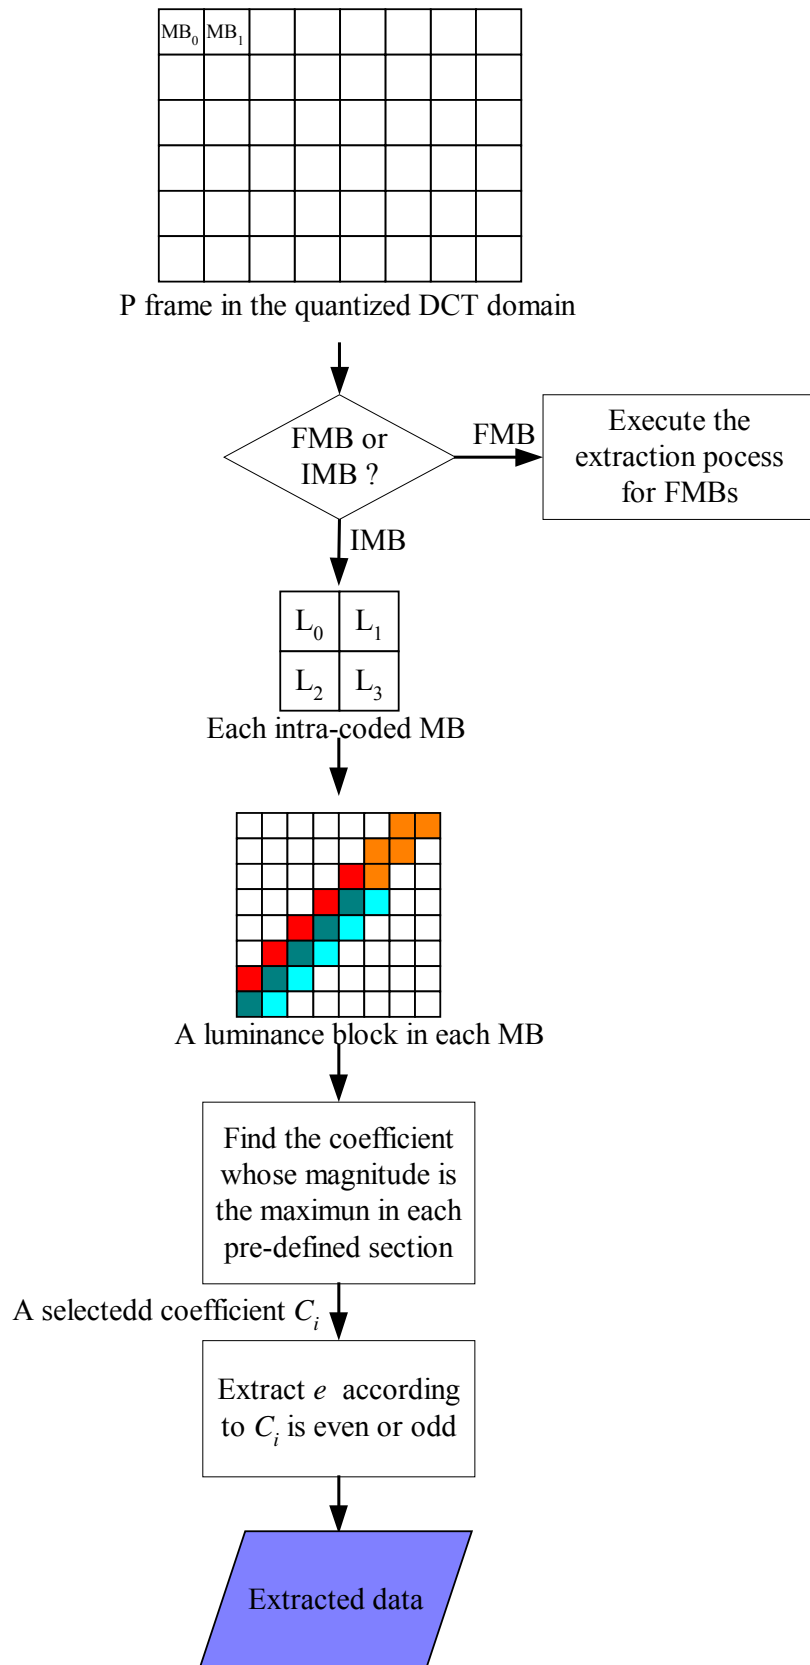 MB0 MB1
P frame in the quantized DCT domain
FMB or
IMB ?
FMB
Execute the
extraction pocess
for FMBs
IMB
L0 L1
L2 L3
Each intra-coded MB
A luminance block in each MB
Find the coefficient
whose magnitude is
the maximun in each
pre-defined section
A selectedd coefficient Ci
Extract e according
to Ci is even or odd
Extracted data